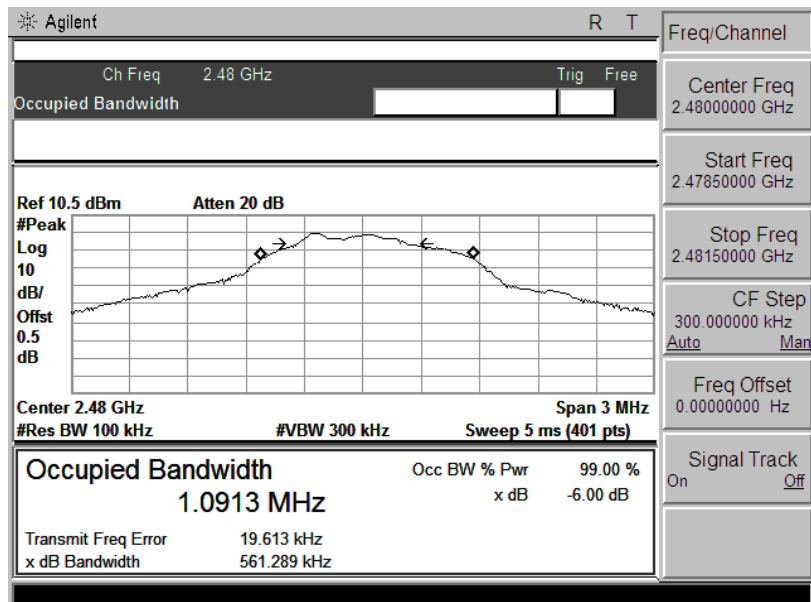 Agilent R T
Freq/Channel
Ch Freq 2.48 GHz Trig Free
Occupied Bandwidth
Center Freq
2.48000000 GHz
Start Freq
2.47850000 GHz
Stop Freq
2.48150000 GHz
CF Step
300.000000 kHz
Auto Man
Freq Offset
0.00000000 Hz
Signal Track
On Off
Ref 10.5 dBm Atten 20 dB
#Peak
Log
10
dB/
Offst
0.5
dB
Center 2.48 GHz Span 3 MHz
#Res BW 100 kHz #VBW 300 kHz Sweep 5 ms (401 pts)
Occupied Bandwidth Occ BW % Pwr 99.00 %
1.0913 MHz x dB -6.00 dB
Transmit Freq Error 19.613 kHz
x dB Bandwidth 561.289 kHz